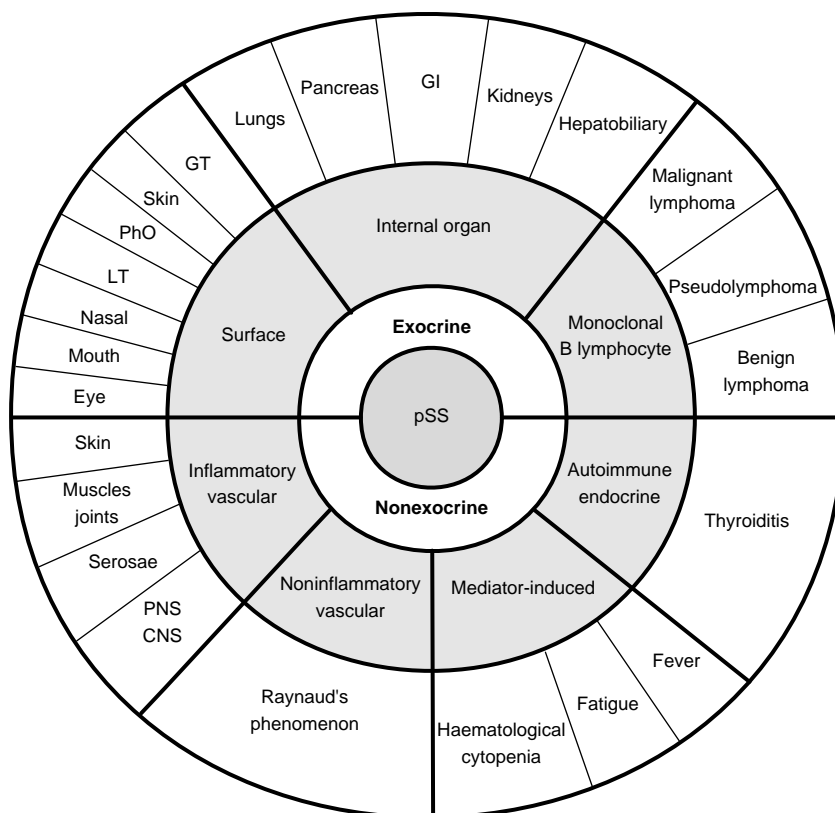 Lungs
Pancreas
GI
Kidneys
Hepatobiliary
GT
Skin
PhO
LT
Nasal
Mouth
Eye
Internal organ
Surface
Malignant
lymphoma
Pseudolymphoma
Benign
lymphoma
Monoclonal
B lymphocyte
Exocrine
pSS
Nonexocrine
Skin
Muscles
joints
Serosae
PNS
CNS
Inflammatory
vascular
Autoimmune
endocrine
Thyroiditis
Noninflammatory
vascular
Mediator-induced
Raynaud's
phenomenon
Haematological
cytopenia
Fatigue
Fever